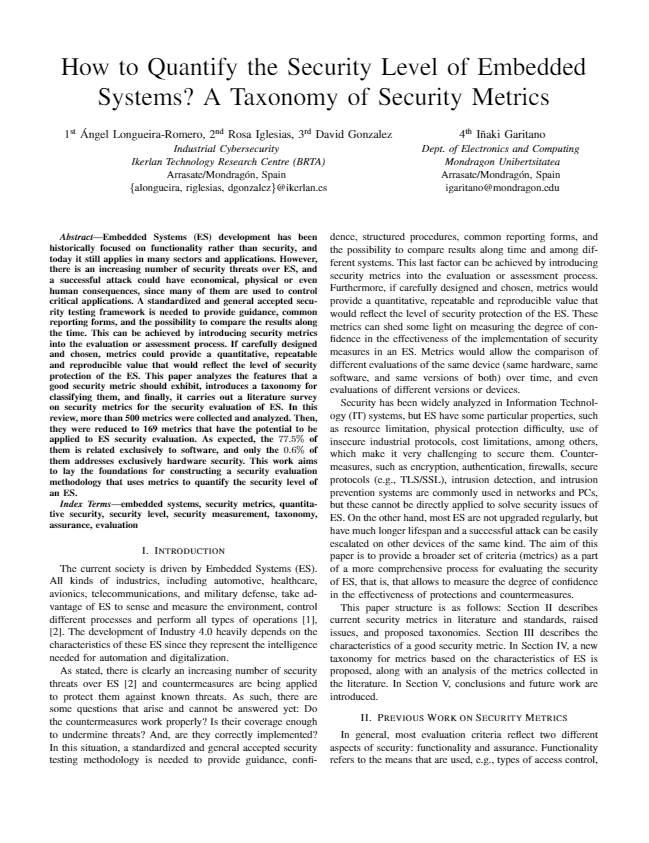 How to Quantify the Security Level of Embedded
Systems? A Taxonomy of Security Metrics
1st Ángel Longueira-Romero, 2nd Rosa Iglesias, 3rd David Gonzalez
Industrial Cybersecurity
Ikerlan Technology Research Centre (BRTA)
Arrasate/Mondragón, Spain
{alongueira, riglesias, dgonzalez}@ikerlan.es
4th Iñaki Garitano
Dept. of Electronics and Computing
Mondragon Unibertsitatea
Arrasate/Mondragón, Spain
igaritano@mondragon.edu
Abstract—Embedded Systems (ES) development has been
historically focused on functionality rather than security, and
today it still applies in many sectors and applications. However,
there is an increasing number of security threats over ES, and
a successful attack could have economical, physical or even
human consequences, since many of them are used to control
critical applications. A standardized and general accepted secu-
rity testing framework is needed to provide guidance, common
reporting forms, and the possibility to compare the results along
the time. This can be achieved by introducing security metrics
into the evaluation or assessment process. If carefully designed
and chosen, metrics could provide a quantitative, repeatable
and reproducible value that would reflect the level of security
protection of the ES. This paper analyzes the features that a
good security metric should exhibit, introduces a taxonomy for
classifying them, and finally, it carries out a literature survey
on security metrics for the security evaluation of ES. In this
review, more than 500 metrics were collected and analyzed. Then,
they were reduced to 169 metrics that have the potential to be
applied to ES security evaluation. As expected, the 77.5% of
them is related exclusively to software, and only the 0.6% of
them addresses exclusively hardware security. This work aims
to lay the foundations for constructing a security evaluation
methodology that uses metrics to quantify the security level of
an ES.
Index Terms—embedded systems, security metrics, quantita-
tive security, security level, security measurement, taxonomy,
assurance, evaluation
I. Introduction
The current society is driven by Embedded Systems (ES).
All kinds of industries, including automotive, healthcare,
avionics, telecommunications, and military defense, take ad-
vantage of ES to sense and measure the environment, control
different processes and perform all types of operations [1],
[2]. The development of Industry 4.0 heavily depends on the
characteristics of these ES since they represent the intelligence
needed for automation and digitalization.
As stated, there is clearly an increasing number of security
threats over ES [2] and countermeasures are being applied
to protect them against known threats. As such, there are
some questions that arise and cannot be answered yet: Do
the countermeasures work properly? Is their coverage enough
to undermine threats? And, are they correctly implemented?
In this situation, a standardized and general accepted security
testing methodology is needed to provide guidance, confi-
dence, structured procedures, common reporting forms, and
the possibility to compare results along time and among dif-
ferent systems. This last factor can be achieved by introducing
security metrics into the evaluation or assessment process.
Furthermore, if carefully designed and chosen, metrics would
provide a quantitative, repeatable and reproducible value that
would reflect the level of security protection of the ES. These
metrics can shed some light on measuring the degree of con-
fidence in the effectiveness of the implementation of security
measures in an ES. Metrics would allow the comparison of
different evaluations of the same device (same hardware, same
software, and same versions of both) over time, and even
evaluations of different versions or devices.
Security has been widely analyzed in Information Technol-
ogy (IT) systems, but ES have some particular properties, such
as resource limitation, physical protection difficulty, use of
insecure industrial protocols, cost limitations, among others,
which make it very challenging to secure them. Counter-
measures, such as encryption, authentication, firewalls, secure
protocols (e.g., TLS/SSL), intrusion detection, and intrusion
prevention systems are commonly used in networks and PCs,
but these cannot be directly applied to solve security issues of
ES. On the other hand, most ES are not upgraded regularly, but
have much longer lifespan and a successful attack can be easily
escalated on other devices of the same kind. The aim of this
paper is to provide a broader set of criteria (metrics) as a part
of a more comprehensive process for evaluating the security
of ES, that is, that allows to measure the degree of confidence
in the effectiveness of protections and countermeasures.
This paper structure is as follows: Section II describes
current security metrics in literature and standards, raised
issues, and proposed taxonomies. Section III describes the
characteristics of a good security metric. In Section IV, a new
taxonomy for metrics based on the characteristics of ES is
proposed, along with an analysis of the metrics collected in
the literature. In Section V, conclusions and future work are
introduced.
II. Previous Work on Security Metrics
In general, most evaluation criteria reflect two different
aspects of security: functionality and assurance. Functionality
refers to the means that are used, e.g., types of access control,